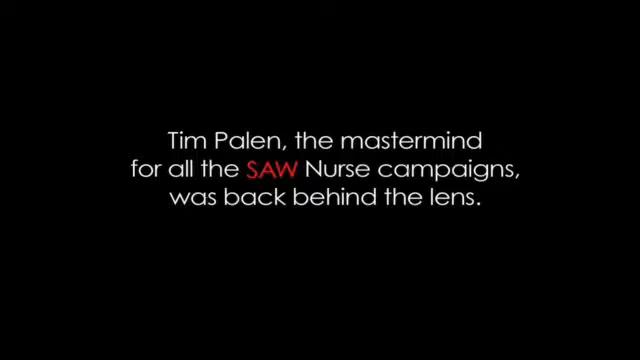 Tim Palen, the mastermind
for all the SAW Nurse campaigns,
was back behind the lens.